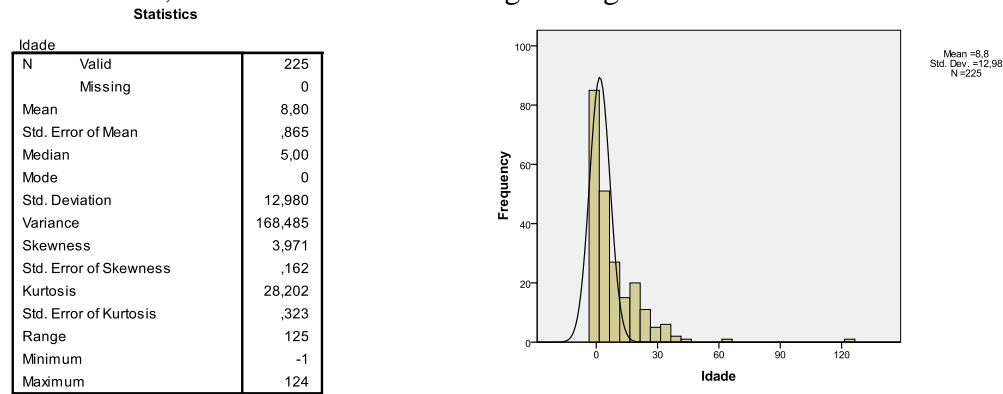 Statistics
Idade
N Valid 225
Missing 0
Mean 8,80
Std. Error of Mean ,865
Median 5,00
Mode 0
Std. Deviation 12,980
Variance 168,485
Skewness 3,971
Std. Error of Skewness ,162
Kurtosis 28,202
Std. Error of Kurtosis ,323
Range 125
Minimum -1
Maximum 124
Frequency
100
80
60
40
20
0
0 30 60 90 120
Idade
Mean =8,8
Std. Dev. =12,98
N =225